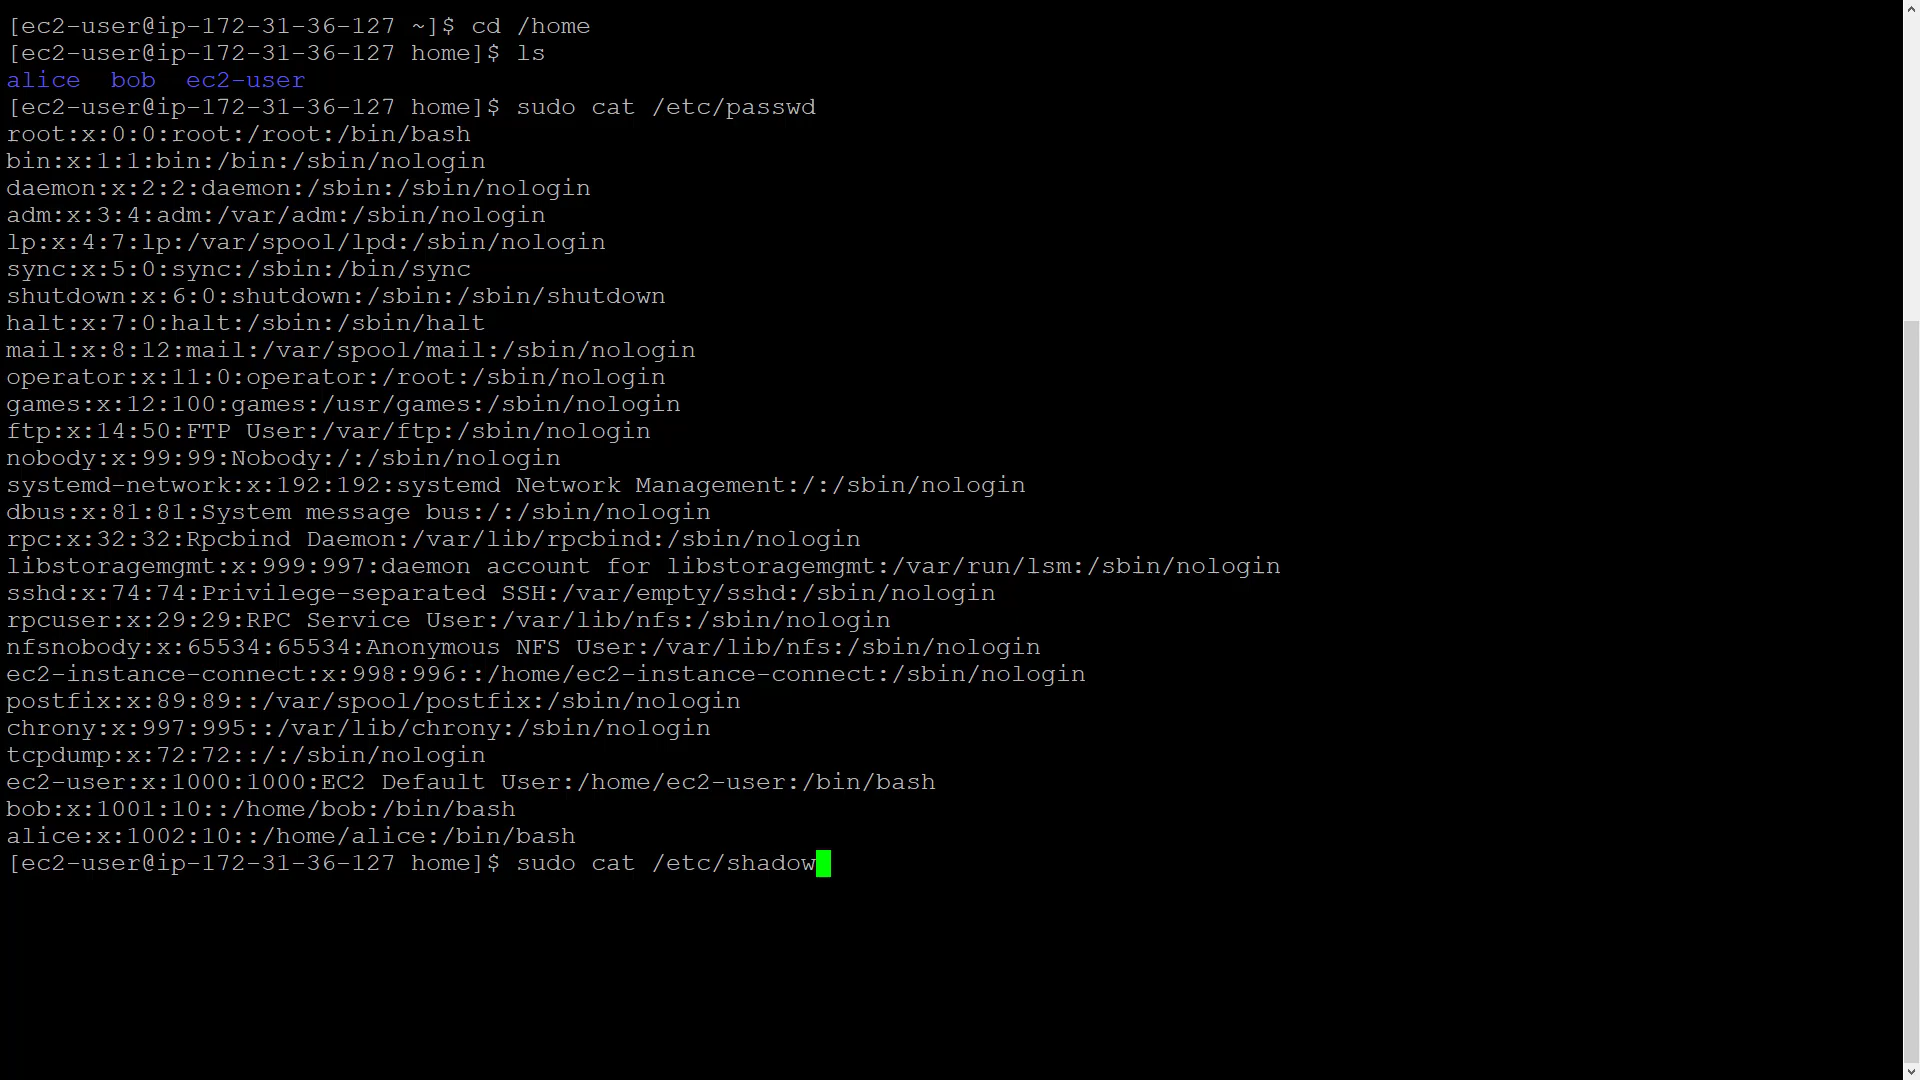 [ec2-user@ip-172-31-36-127 ~]$ cd /home
[ec2-user@ip-172-31-36-127 home]$ ls
alice  bob  ec2-user
[ec2-user@ip-172-31-36-127 home]$ sudo cat /etc/passwd
root:x:0:0:root:/root:/bin/bash
bin:x:1:1:bin:/bin:/sbin/nologin
daemon:x:2:2:daemon:/sbin:/sbin/nologin
adm:x:3:4:adm:/var/adm:/sbin/nologin
lp:x:4:7:lp:/var/spool/lpd:/sbin/nologin
sync:x:5:0:sync:/sbin:/bin/sync
shutdown:x:6:0:shutdown:/sbin:/sbin/shutdown
halt:x:7:0:halt:/sbin:/sbin/halt
mail:x:8:12:mail:/var/spool/mail:/sbin/nologin
operator:x:11:0:operator:/root:/sbin/nologin
games:x:12:100:games:/usr/games:/sbin/nologin
ftp:x:14:50:FTP User:/var/ftp:/sbin/nologin
nobody:x:99:99:Nobody:/:/sbin/nologin
systemd-network:x:192:192:systemd Network Management:/:/sbin/nologin
dbus:x:81:81:System message bus:/:/sbin/nologin
rpc:x:32:32:Rpcbind Daemon:/var/lib/rpcbind:/sbin/nologin
libstoragemgmt:x:999:997:daemon account for libstoragemgmt:/var/run/lsm:/sbin/nologin
sshd:x:74:74:Privilege-separated SSH:/var/empty/sshd:/sbin/nologin
rpcuser:x:29:29:RPC Service User:/var/lib/nfs:/sbin/nologin
nfsnobody:x:65534:65534:Anonymous NFS User:/var/lib/nfs:/sbin/nologin
ec2-instance-connect:x:998:996::/home/ec2-instance-connect:/sbin/nologin
postfix:x:89:89::/var/spool/postfix:/sbin/nologin
chrony:x:997:995::/var/lib/chrony:/sbin/nologin
tcpdump:x:72:72::/:/sbin/nologin
ec2-user:x:1000:1000:EC2 Default User:/home/ec2-user:/bin/bash
bob:x:1001:10::/home/bob:/bin/bash
alice:x:1002:10::/home/alice:/bin/bash
[ec2-user@ip-172-31-36-127 home]$ sudo cat /etc/shadow